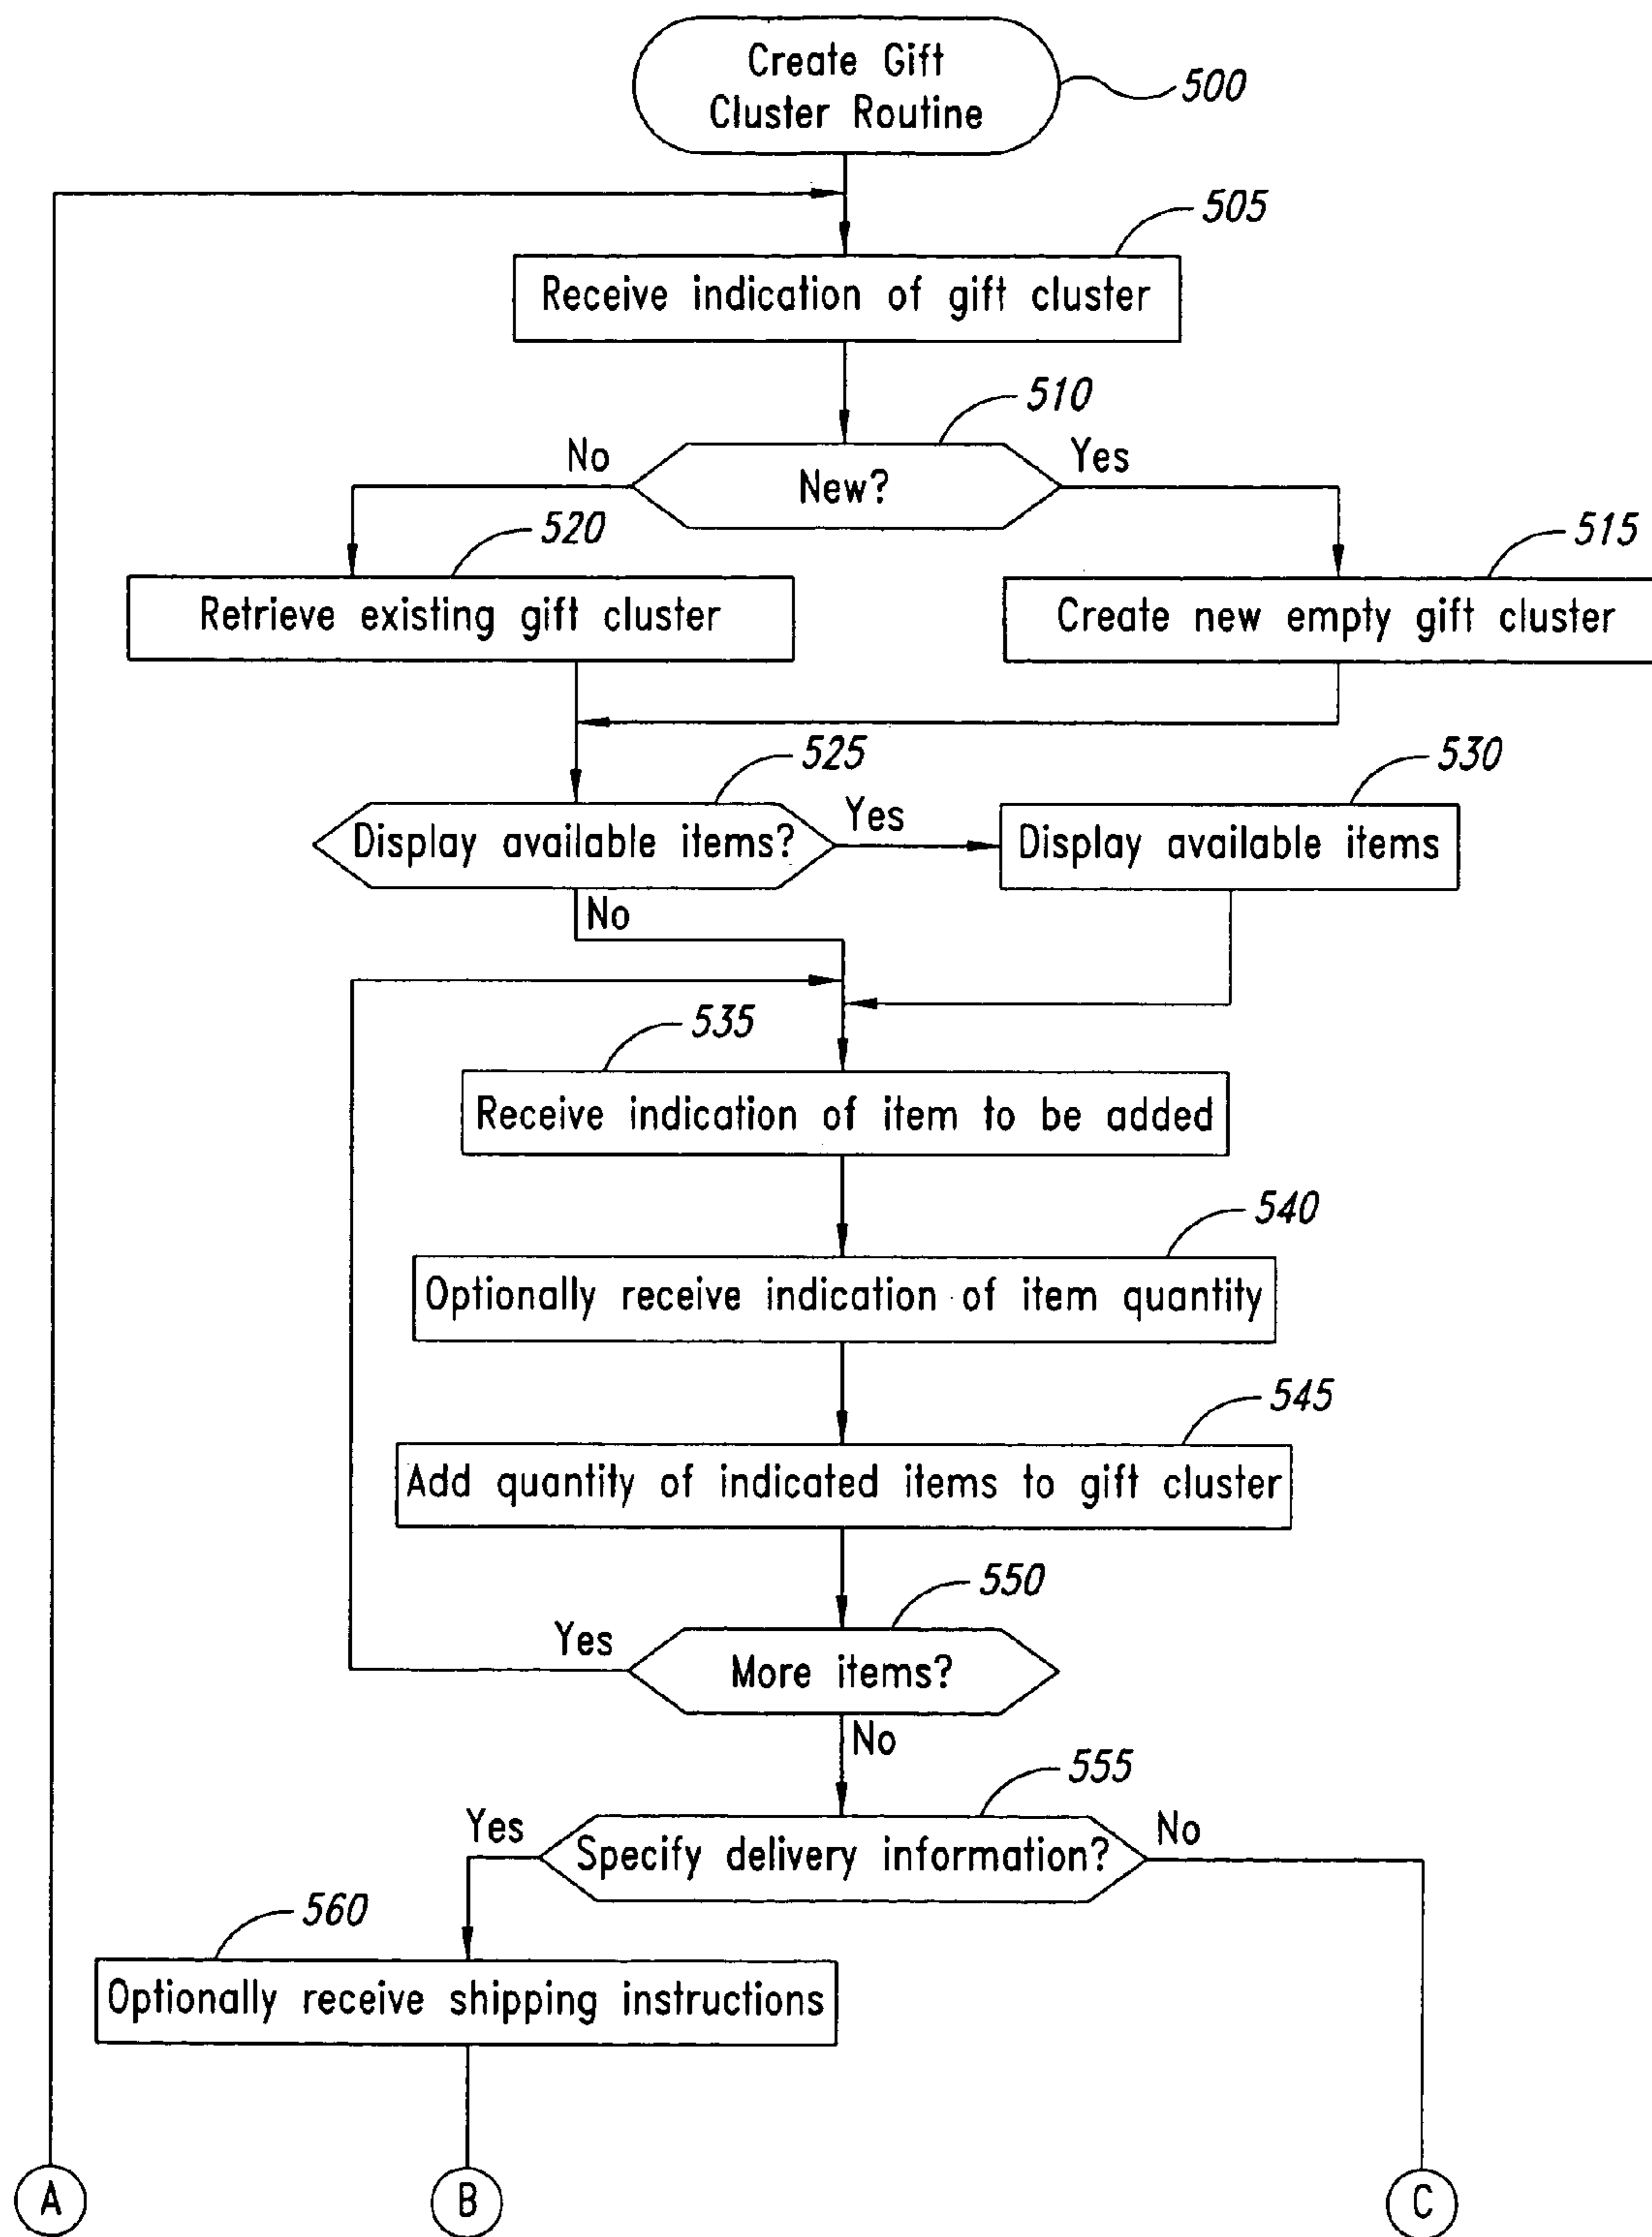 Create Gift
Cluster Routine
500
505
Receive indication of gift cluster
510
No
Yes
New?
520
515
Retrieve existing gift cluster
Create new empty gift cluster
525
530
Display available items?
Yes
Display available items
No
535
Receive indication of item to be added
540
Optionally receive indication of item quantity
545
Add quantity of indicated items to gift cluster
550
Yes
More items?
No
555
Yes
Specify delivery information?
No
560
Optionally receive shipping instructions
A
B
C